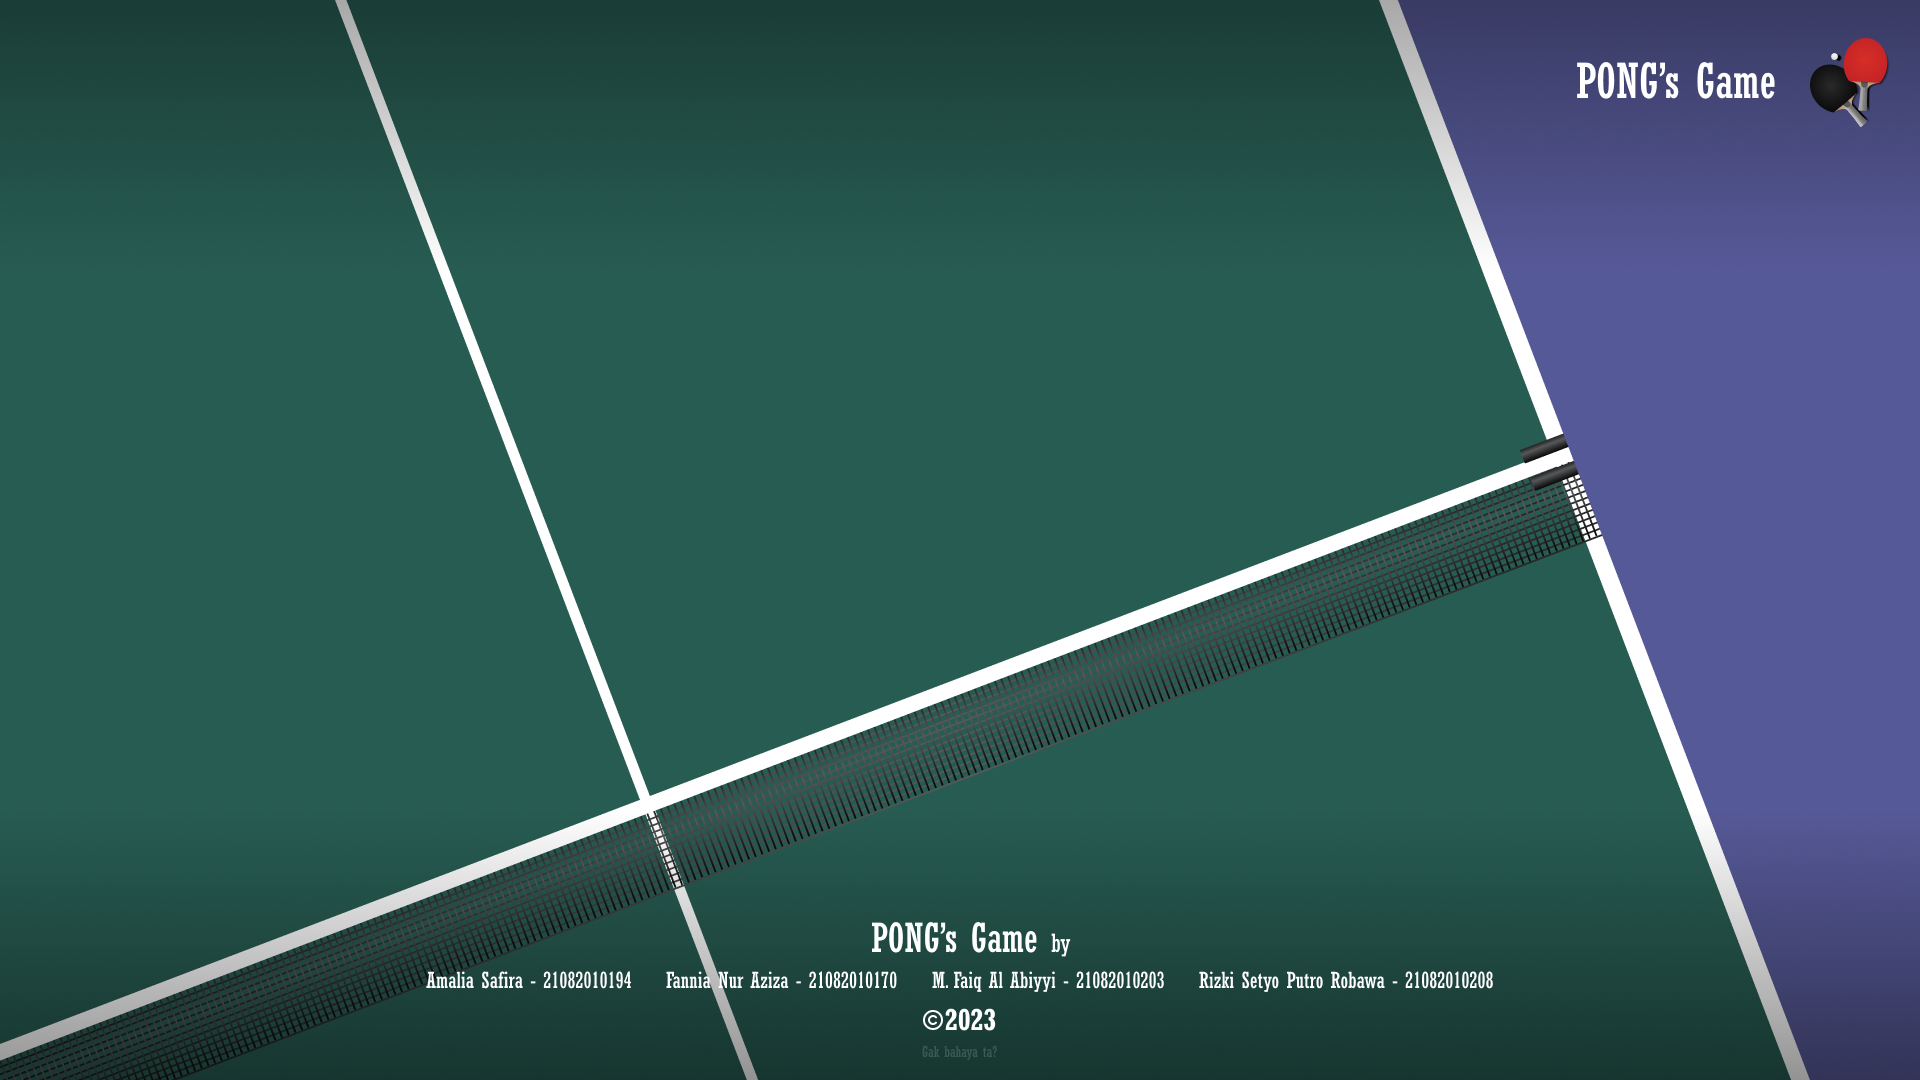 PONG's Game
PONG's Game by
Amalia Safira - 21082010194 Fannia Nur Aziza - 21082010170 M. Faiq Al Abiyyi - 21082010203 Rizki Setyo Putro Robawa - 21082010208
©2023
Gak bahaya ta?